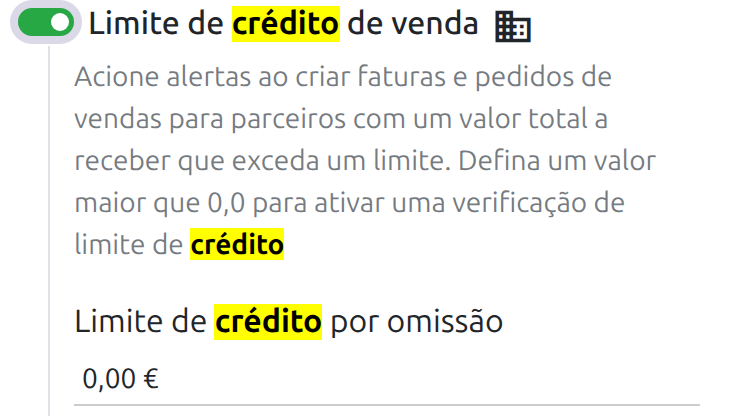 Limite de crédito de venda
Acione alertas ao criar faturas e pedidos de
vendas para parceiros com um valor total a
receber que exceda um limite. Defina um valor
maior que 0,0 para ativar uma verificação de
limite de crédito
Limite de crédito por omissão
0,00 €